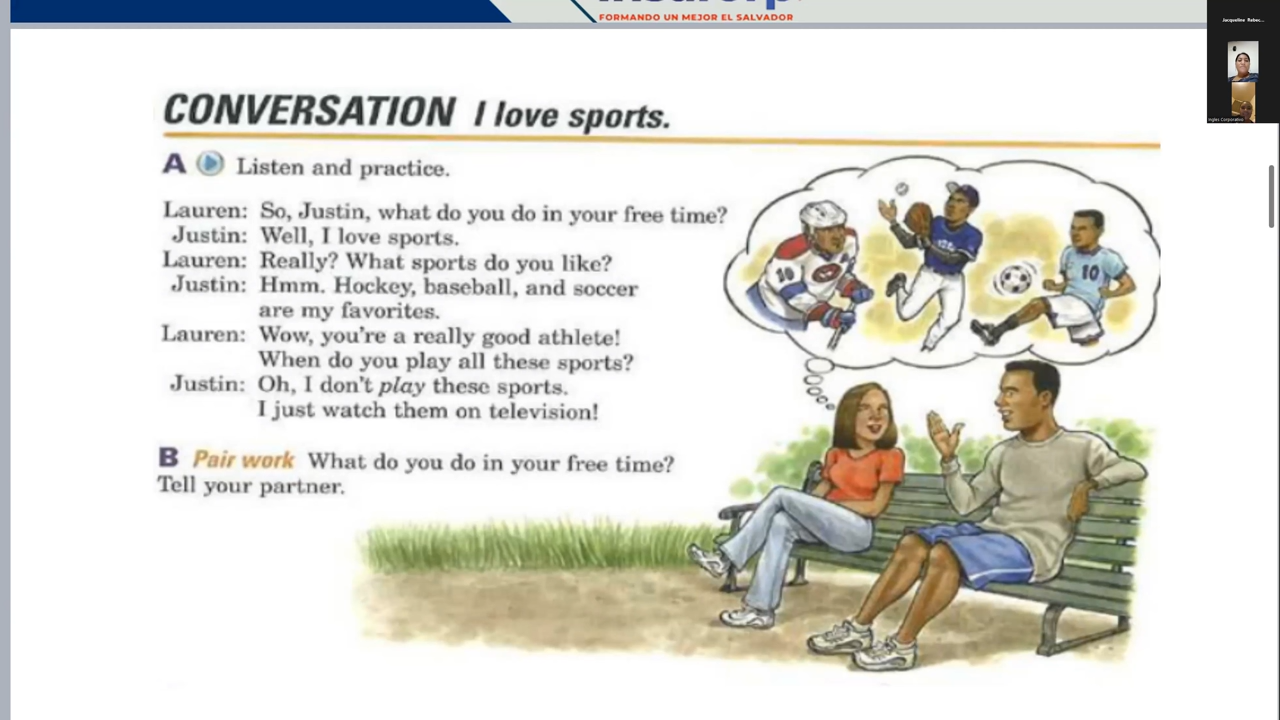 FORMANDO UN MEJOR EL SALVADOR
Jacqueline Rebec...
Ingles Corporativo
CONVERSATION I love sports.
A Listen and practice.
Lauren: So, Justin, what do you do in your free time?
Justin: Well, I love sports.
Lauren: Really? What sports do you like?
Justin: Hmm. Hockey, baseball, and soccer
are my favorites.
Lauren: Wow, you're a really good athlete!
When do you play all these sports?
Justin: Oh, I don't play these sports.
I just watch them on television!
B Pair work What do you do in your free time?
Tell your partner.
10
10